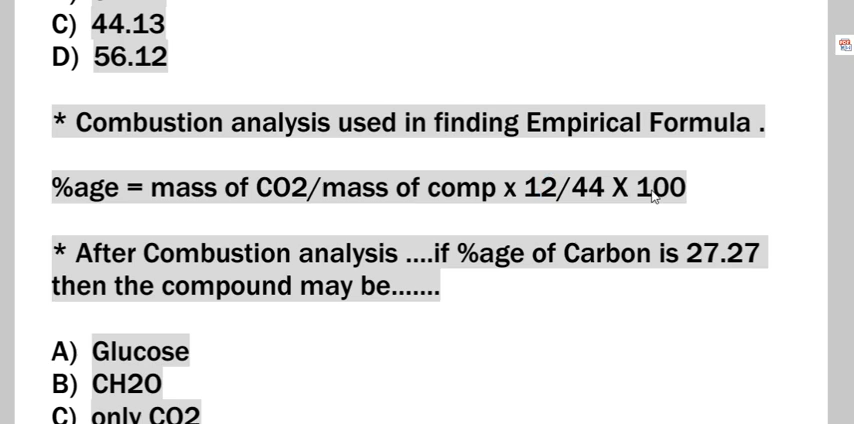 C) 44.13
D) 56.12
* Combustion analysis used in finding Empirical Formula .
%age = mass of CO2/mass of comp x 12/44 X 100
* After Combustion analysis ....if %age of Carbon is 27.27
then the compound may be.......
A) Glucose
B) CH2O
C) only CO2